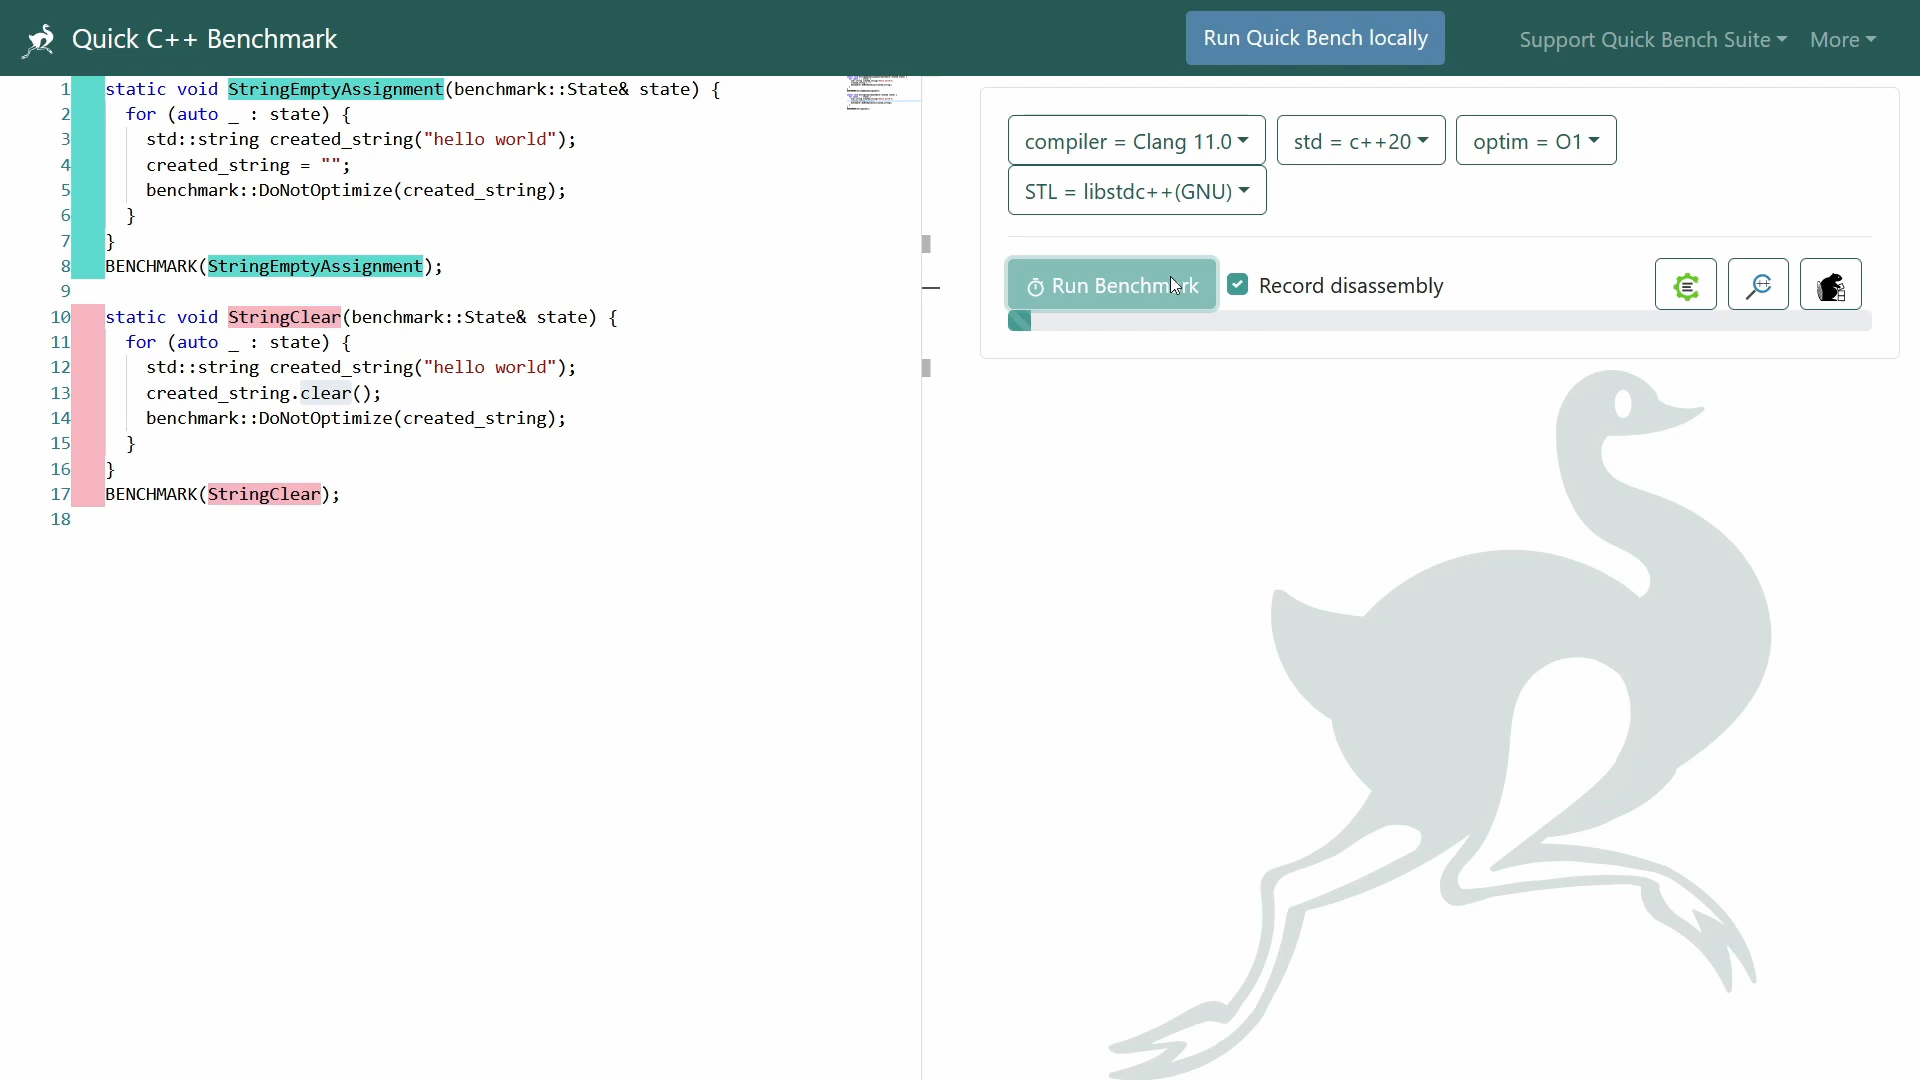 Quick C++ Benchmark
Run Quick Bench locally
Support Quick Bench Suite
More
1 static void StringEmptyAssignment(benchmark::State& state) {
2 for (auto _ : state) {
3 std::string created_string("hello world");
4 created_string = "";
5 benchmark::DoNotOptimize(created_string);
6 }
7 }
8 BENCHMARK(StringEmptyAssignment);
9
10 static void StringClear(benchmark::State& state) {
11 for (auto _ : state) {
12 std::string created_string("hello world");
13 created_string.clear();
14 benchmark::DoNotOptimize(created_string);
15 }
16 }
17 BENCHMARK(StringClear);
18
compiler = Clang 11.0
std = c++20
optim = O1
STL = libstdc++(GNU)
Run Benchmark
Record disassembly